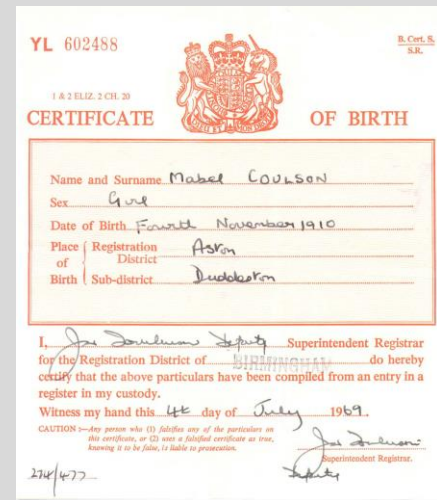 YL 602488
B. Cert. S.
S.R.
1 & 2 ELIZ. 2 CH. 20
CERTIFICATE OF BIRTH
Name and Surname Mabel COULSON
Sex Girl
Date of Birth Fourth November 1910
Place of Birth Registration District Aston
Sub-district Duddeston
I, Deputy Superintendent Registrar
for the Registration District of BIRMINGHAM do hereby
certify that the above particulars have been compiled from an entry in a
register in my custody.
Witness my hand this 4th day of July 1969.
CAUTION :—Any person who (1) falsifies any of the particulars on
this certificate, or (2) uses a falsified certificate as true,
knowing it to be false, is liable to prosecution.
Superintendent Registrar.
Deputy
274/477